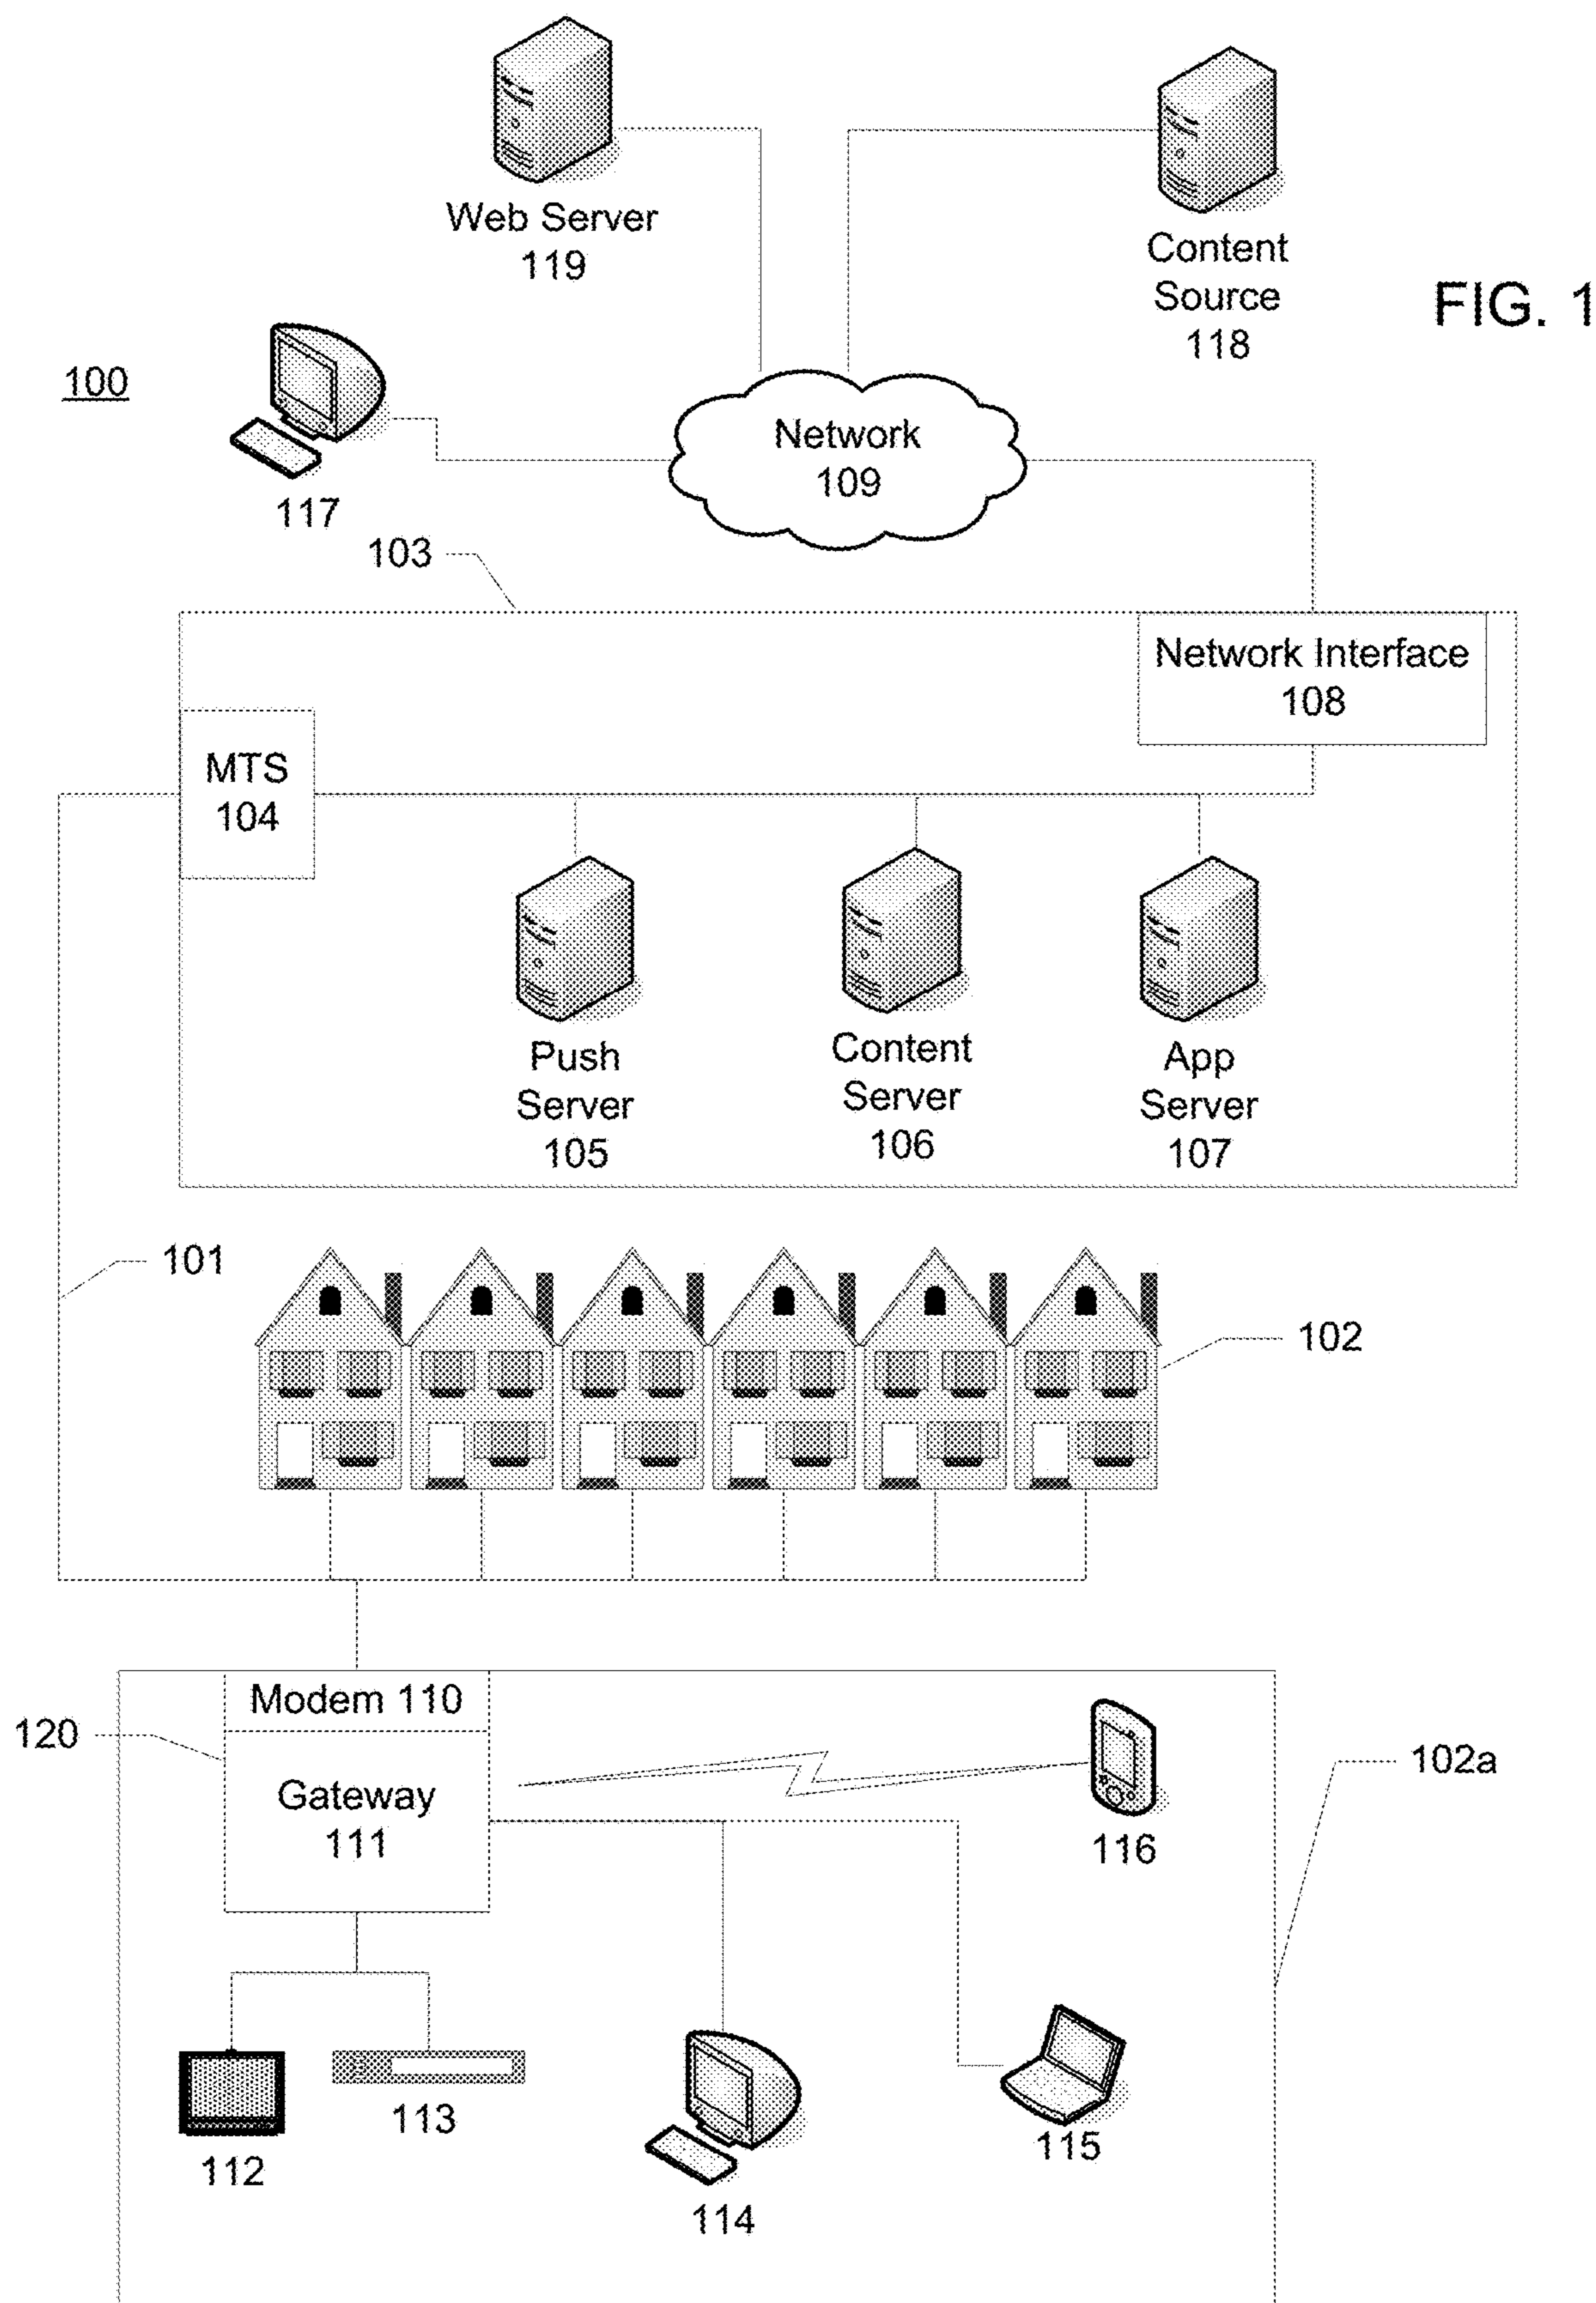 Web Server
119
Content
Source
118
FIG. 1
100
117
Network
109
103
Network Interface
108
MTS
104
Push
Server
105
Content
Server
106
App
Server
107
101
102
Modem 110
120
Gateway
111
102a
116
112
113
114
115